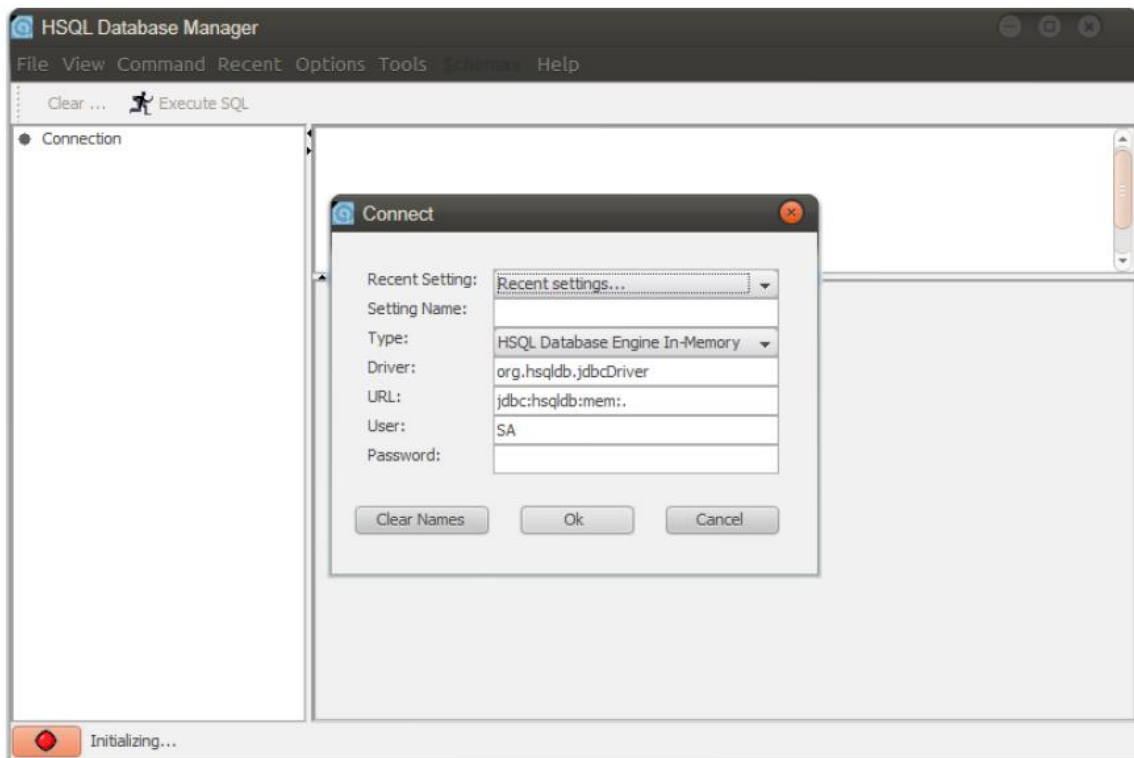 HSQL Database Manager
File View Command Recent Options Tools Schemas Help
Clear ... Execute SQL
Connection
Connect
Recent Setting: Recent settings...
Setting Name:
Type: HSQL Database Engine In-Memory
Driver: org.hsqldb.jdbcDriver
URL: jdbc:hsqldb:mem:.
User: SA
Password:
Clear Names Ok Cancel
Initializing...